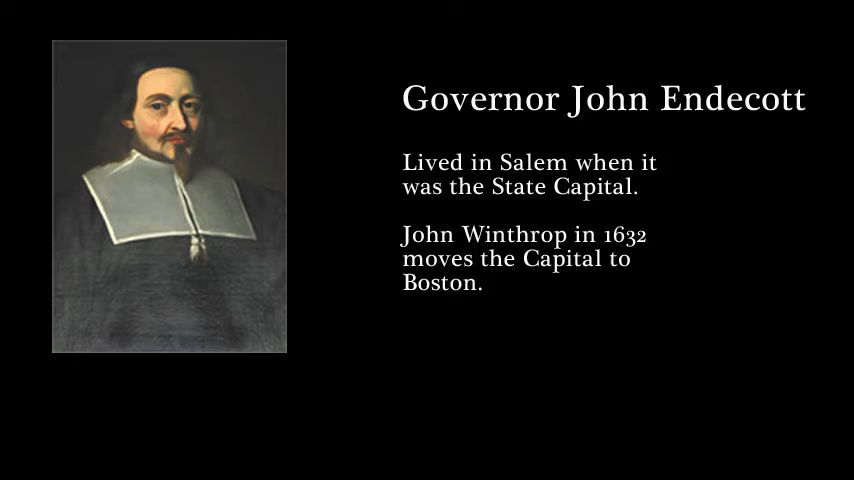 Governor John Endecott
Lived in Salem when it
was the State Capital.
John Winthrop in 1632
moves the Capital to
Boston.